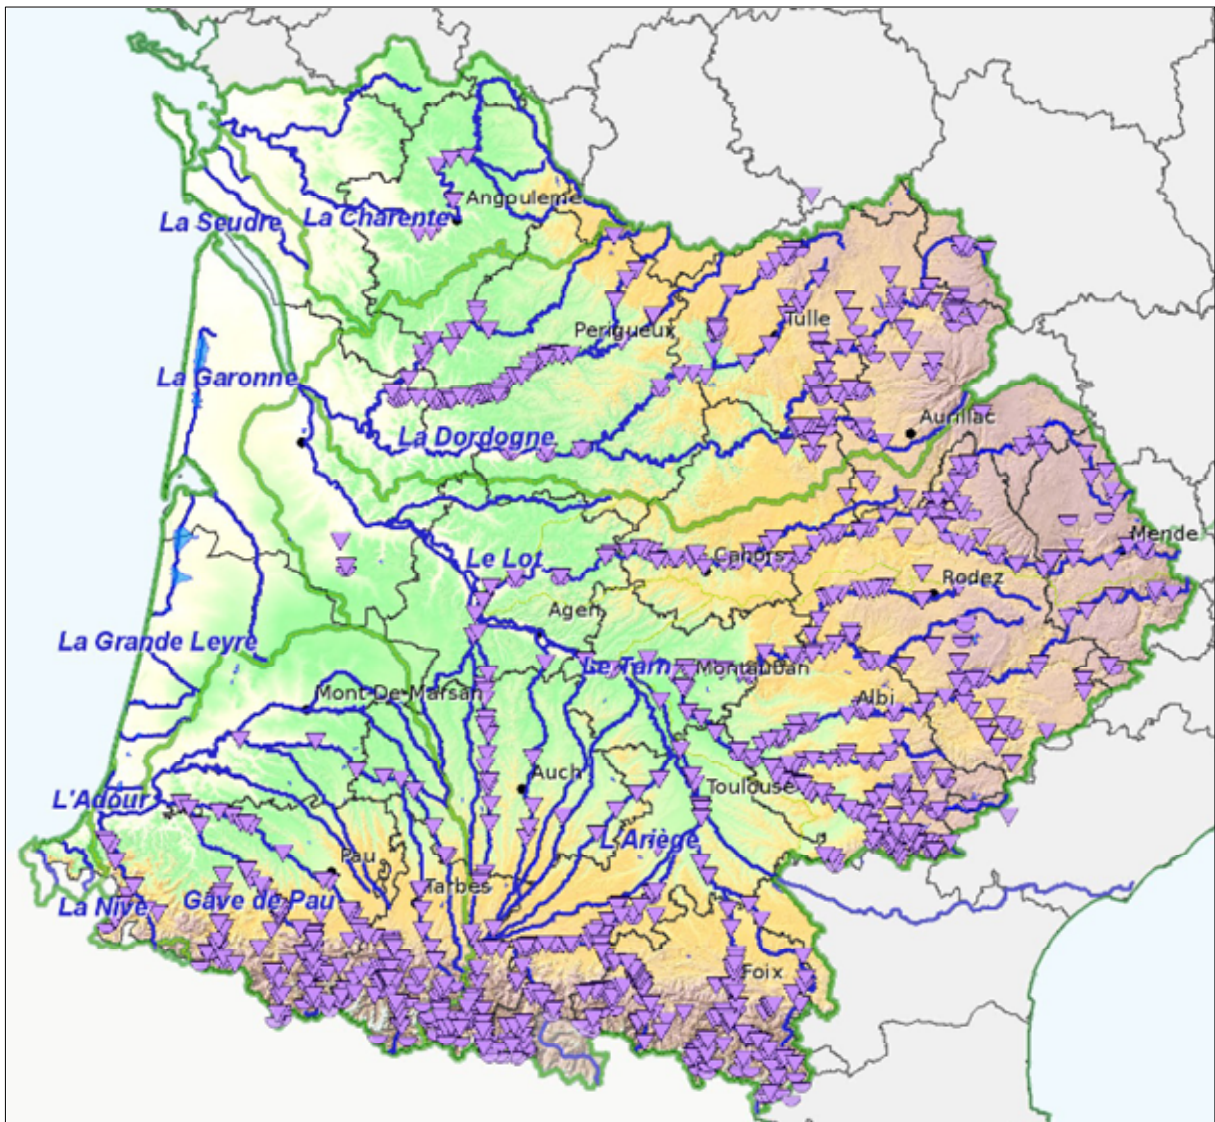 Angouleme
La Seudre
La Charente
Tulle
Perigueux
La Garonne
Aurillac
La Dordogne
Mende
Cahors
Le Lot
Rodez
Agen
La Grande Leyre
Le Tarn
Montauban
Mont-De-Marsan
Albi
Auch
Toulouse
L'Adour
L'Ariège
Pau
Tarbes
La Nive
Gave de Pau
Foix